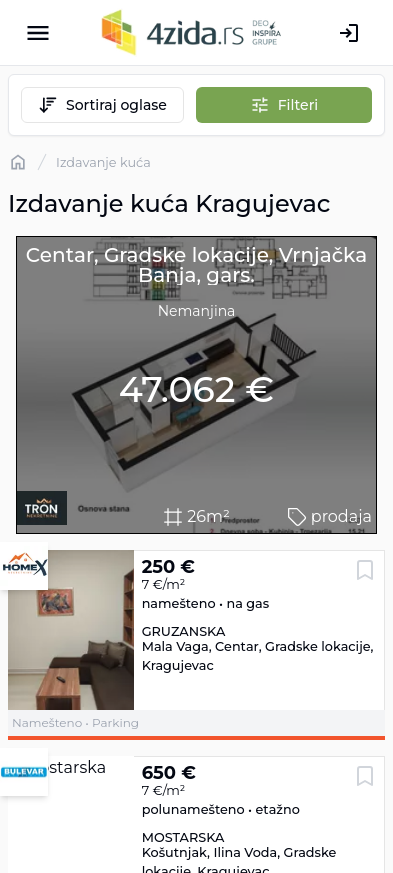 4zida.rs
DEO
INSPIRA
GRUPE
Sortiraj oglase
Filteri
/ Izdavanje kuća
Izdavanje kuća Kragujevac
Centar, Gradske lokacije, Vrnjačka
Banja, gars.
Nemanjina
47.062 €
TRON
NEKRETNINE
Osnova stana
26m²
prodaja
HOMEX
250 €
7 €/m²
namešteno • na gas
GRUZANSKA
Mala Vaga, Centar, Gradske lokacije,
Kragujevac
Namešteno • Parking
BULEVAR
starska
650 €
7 €/m²
polunamešteno • etažno
MOSTARSKA
Košutnjak, Ilina Voda, Gradske
lokacije, Kragujevac